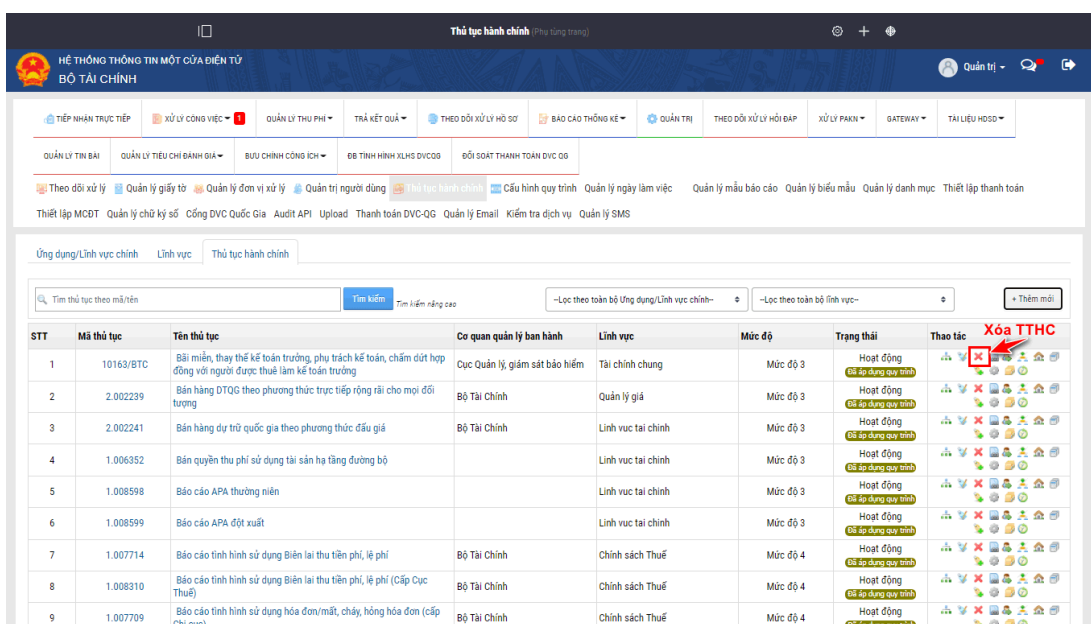 Thủ tục hành chính (Phụ tùng trang)
HỆ THỐNG THÔNG TIN MỘT CỬA ĐIỆN TỬ
BỘ TÀI CHÍNH
Quản trị
TIẾP NHẬN TRỰC TIẾP XỬ LÝ CÔNG VIỆC 1 QUẢN LÝ THU PHÍ TRẢ KẾT QUẢ THEO DÕI XỬ LÝ HỒ SƠ BÁO CÁO THỐNG KÊ QUẢN TRỊ THEO DÕI XỬ LÝ HỎI ĐÁP XỬ LÝ PAKN GATEWAY TÀI LIỆU HDSD
QUẢN LÝ TIN BÀI QUẢN LÝ TIÊU CHÍ ĐÁNH GIÁ BƯU CHÍNH CÔNG ÍCH ĐB TÌNH HÌNH XLHS DVCQG ĐỐI SOÁT THANH TOÁN DVC QG
Theo dõi xử lý Quản lý giấy tờ Quản lý đơn vị xử lý Quản trị người dùng Thủ tục hành chính Cấu hình quy trình Quản lý ngày làm việc Quản lý mẫu báo cáo Quản lý biểu mẫu Quản lý danh mục Thiết lập thanh toán
Thiết lập MCĐT Quản lý chữ ký số Cổng DVC Quốc Gia Audit API Upload Thanh toán DVC-QG Quản lý Email Kiểm tra dịch vụ Quản lý SMS
Ứng dụng/Lĩnh vực chính Lĩnh vực Thủ tục hành chính
Tìm thủ tục theo mã/tên Tìm kiếm Tìm kiếm nâng cao --Lọc theo toàn bộ Ứng dụng/Lĩnh vực chính-- --Lọc theo toàn bộ lĩnh vực-- + Thêm mới
STT Mã thủ tục Tên thủ tục Cơ quan quản lý ban hành Lĩnh vực Mức độ Trạng thái Thao tác Xóa TTHC
1 10163/BTC Bãi miễn, thay thế kế toán trưởng, phụ trách kế toán, chấm dứt hợp đồng với người được thuê làm kế toán trưởng Cục Quản lý, giám sát bảo hiểm Tài chính chung Mức độ 3 Hoạt động
Đã áp dụng quy trình
2 2.002239 Bán hàng DTQG theo phương thức trực tiếp rộng rãi cho mọi đối tượng Bộ Tài Chính Quản lý giá Mức độ 3 Hoạt động
Đã áp dụng quy trình
3 2.002241 Bán hàng dự trữ quốc gia theo phương thức đấu giá Bộ Tài Chính Linh vuc tai chinh Mức độ 3 Hoạt động
Đã áp dụng quy trình
4 1.006352 Bán quyền thu phí sử dụng tài sản hạ tầng đường bộ Linh vuc tai chinh Mức độ 3 Hoạt động
Đã áp dụng quy trình
5 1.008598 Báo cáo APA thường niên Linh vuc tai chinh Mức độ 3 Hoạt động
Đã áp dụng quy trình
6 1.008599 Báo cáo APA đột xuất Linh vuc tai chinh Mức độ 3 Hoạt động
Đã áp dụng quy trình
7 1.007714 Báo cáo tình hình sử dụng Biên lai thu tiền phí, lệ phí Bộ Tài Chính Chính sách Thuế Mức độ 4 Hoạt động
Đã áp dụng quy trình
8 1.008310 Báo cáo tình hình sử dụng Biên lai thu tiền phí, lệ phí (Cấp Cục Thuế) Bộ Tài Chính Chính sách Thuế Mức độ 4 Hoạt động
Đã áp dụng quy trình
9 1.007709 Báo cáo tình hình sử dụng hóa đơn/mất, cháy, hỏng hóa đơn (cấp Bộ Tài Chính Chính sách Thuế Mức độ 4 Hoạt động